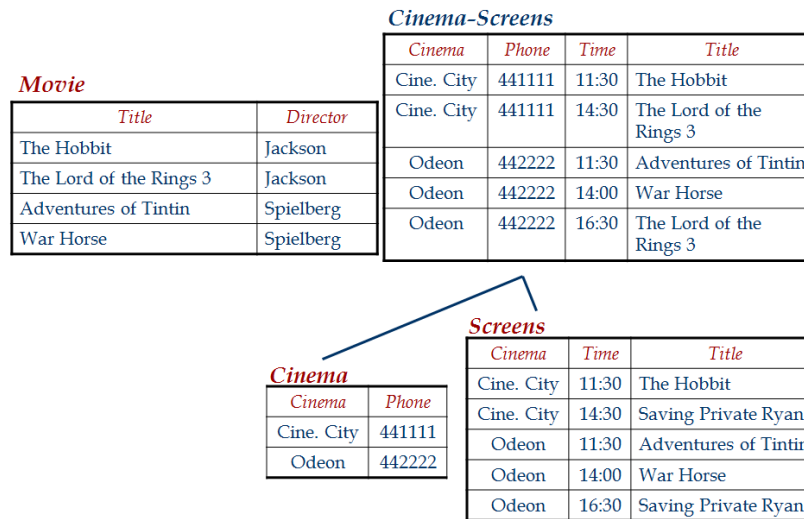 Cinema-Screens
Cinema Phone Time Title
Cine. City 441111 11:30 The Hobbit
Cine. City 441111 14:30 The Lord of the
Rings 3
Odeon 442222 11:30 Adventures of Tintin
Odeon 442222 14:00 War Horse
Odeon 442222 16:30 The Lord of the
Rings 3
Movie
Title Director
The Hobbit Jackson
The Lord of the Rings 3 Jackson
Adventures of Tintin Spielberg
War Horse Spielberg
Cinema
Cinema Phone
Cine. City 441111
Odeon 442222
Screens
Cinema Time Title
Cine. City 11:30 The Hobbit
Cine. City 14:30 Saving Private Ryan
Odeon 11:30 Adventures of Tintin
Odeon 14:00 War Horse
Odeon 16:30 Saving Private Ryan